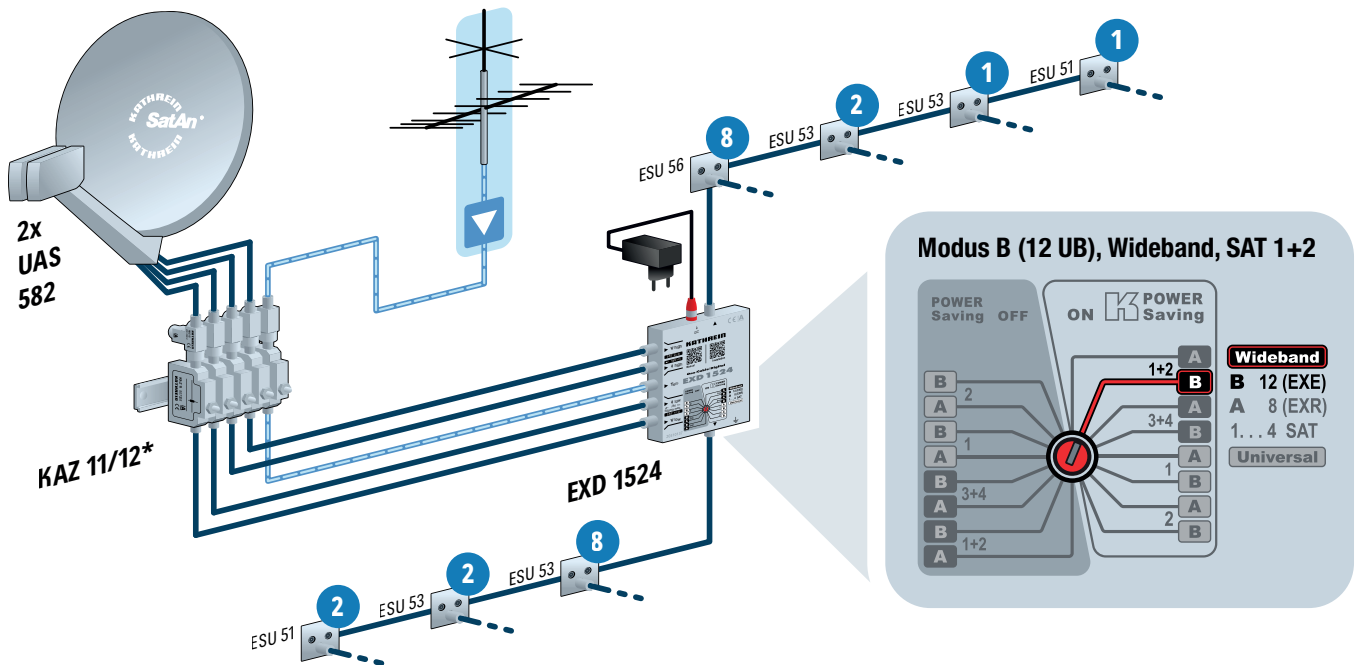 KATHREIN
SatAn
KATHREIN
2x
UAS
582
KAZ 11/12*
ESU 56
8
ESU 53
2
ESU 53
1
ESU 51
1
KATHREIN
EXD 1524
EXD 1524
ESU 51
2
ESU 53
2
ESU 53
8
Modus B (12 UB), Wideband, SAT 1+2
POWER
Saving OFF
ON K POWER
Saving
B
A
2
B
A
1
B
A
3+4
B
A
1+2
A
B
1+2
A
B
3+4
A
B
1
A
B
2
Wideband
B 12 (EXE)
A 8 (EXR)
1. . . 4 SAT
Universal